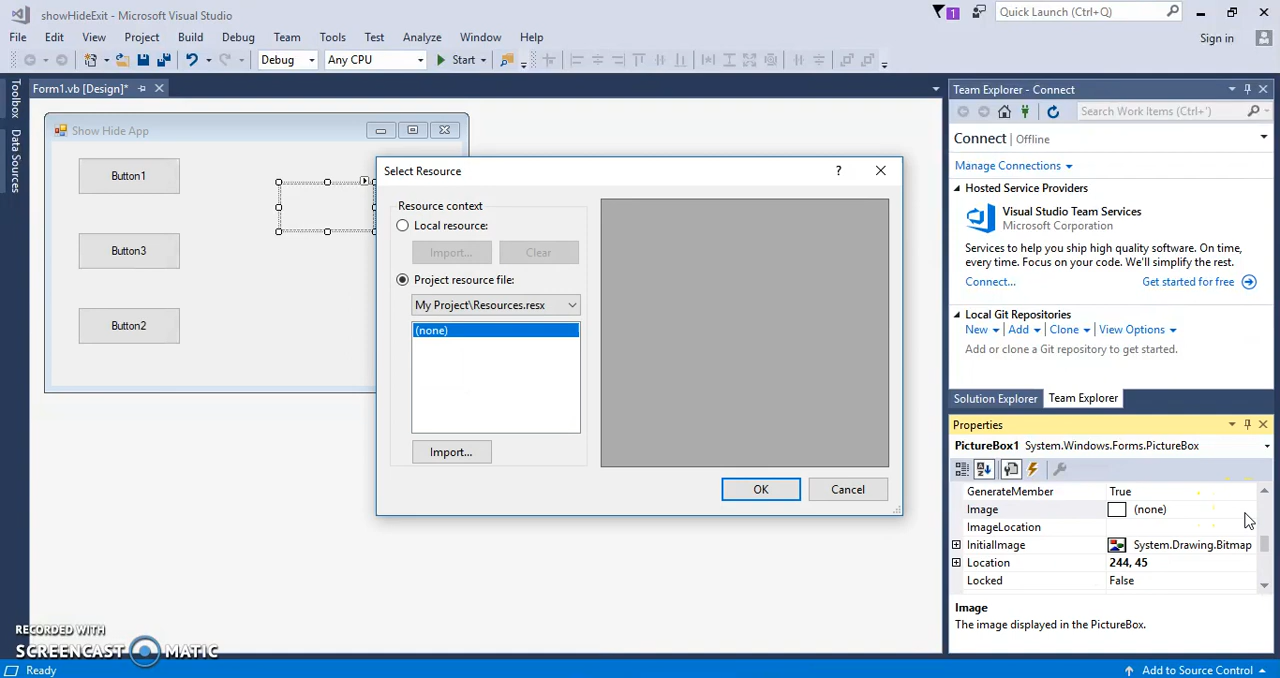 showHideExit - Microsoft Visual Studio
1
Quick Launch (Ctrl+Q)
File Edit View Project Build Debug Team Tools Test Analyze Window Help
Sign in
Debug Any CPU Start
Toolbox
Data Sources
Form1.vb [Design]*
Show Hide App
Button1
Button3
Button2
Select Resource
?
Resource context
Local resource:
Import... Clear
Project resource file:
My Project\Resources.resx
(none)
Import...
OK Cancel
Team Explorer - Connect
Search Work Items (Ctrl+')
Connect | Offline
Manage Connections
Hosted Service Providers
Visual Studio Team Services
Microsoft Corporation
Services to help you ship high quality software. On time,
every time. Focus on your code. We'll simplify the rest.
Connect... Get started for free
Local Git Repositories
New Add Clone View Options
Add or clone a Git repository to get started.
Solution Explorer Team Explorer
Properties
PictureBox1 System.Windows.Forms.PictureBox
GenerateMember True
Image (none)
ImageLocation
InitialImage System.Drawing.Bitmap
Location 244, 45
Locked False
Image
The image displayed in the PictureBox.
RECORDED WITH
SCREENCAST MATIC
Ready
Add to Source Control